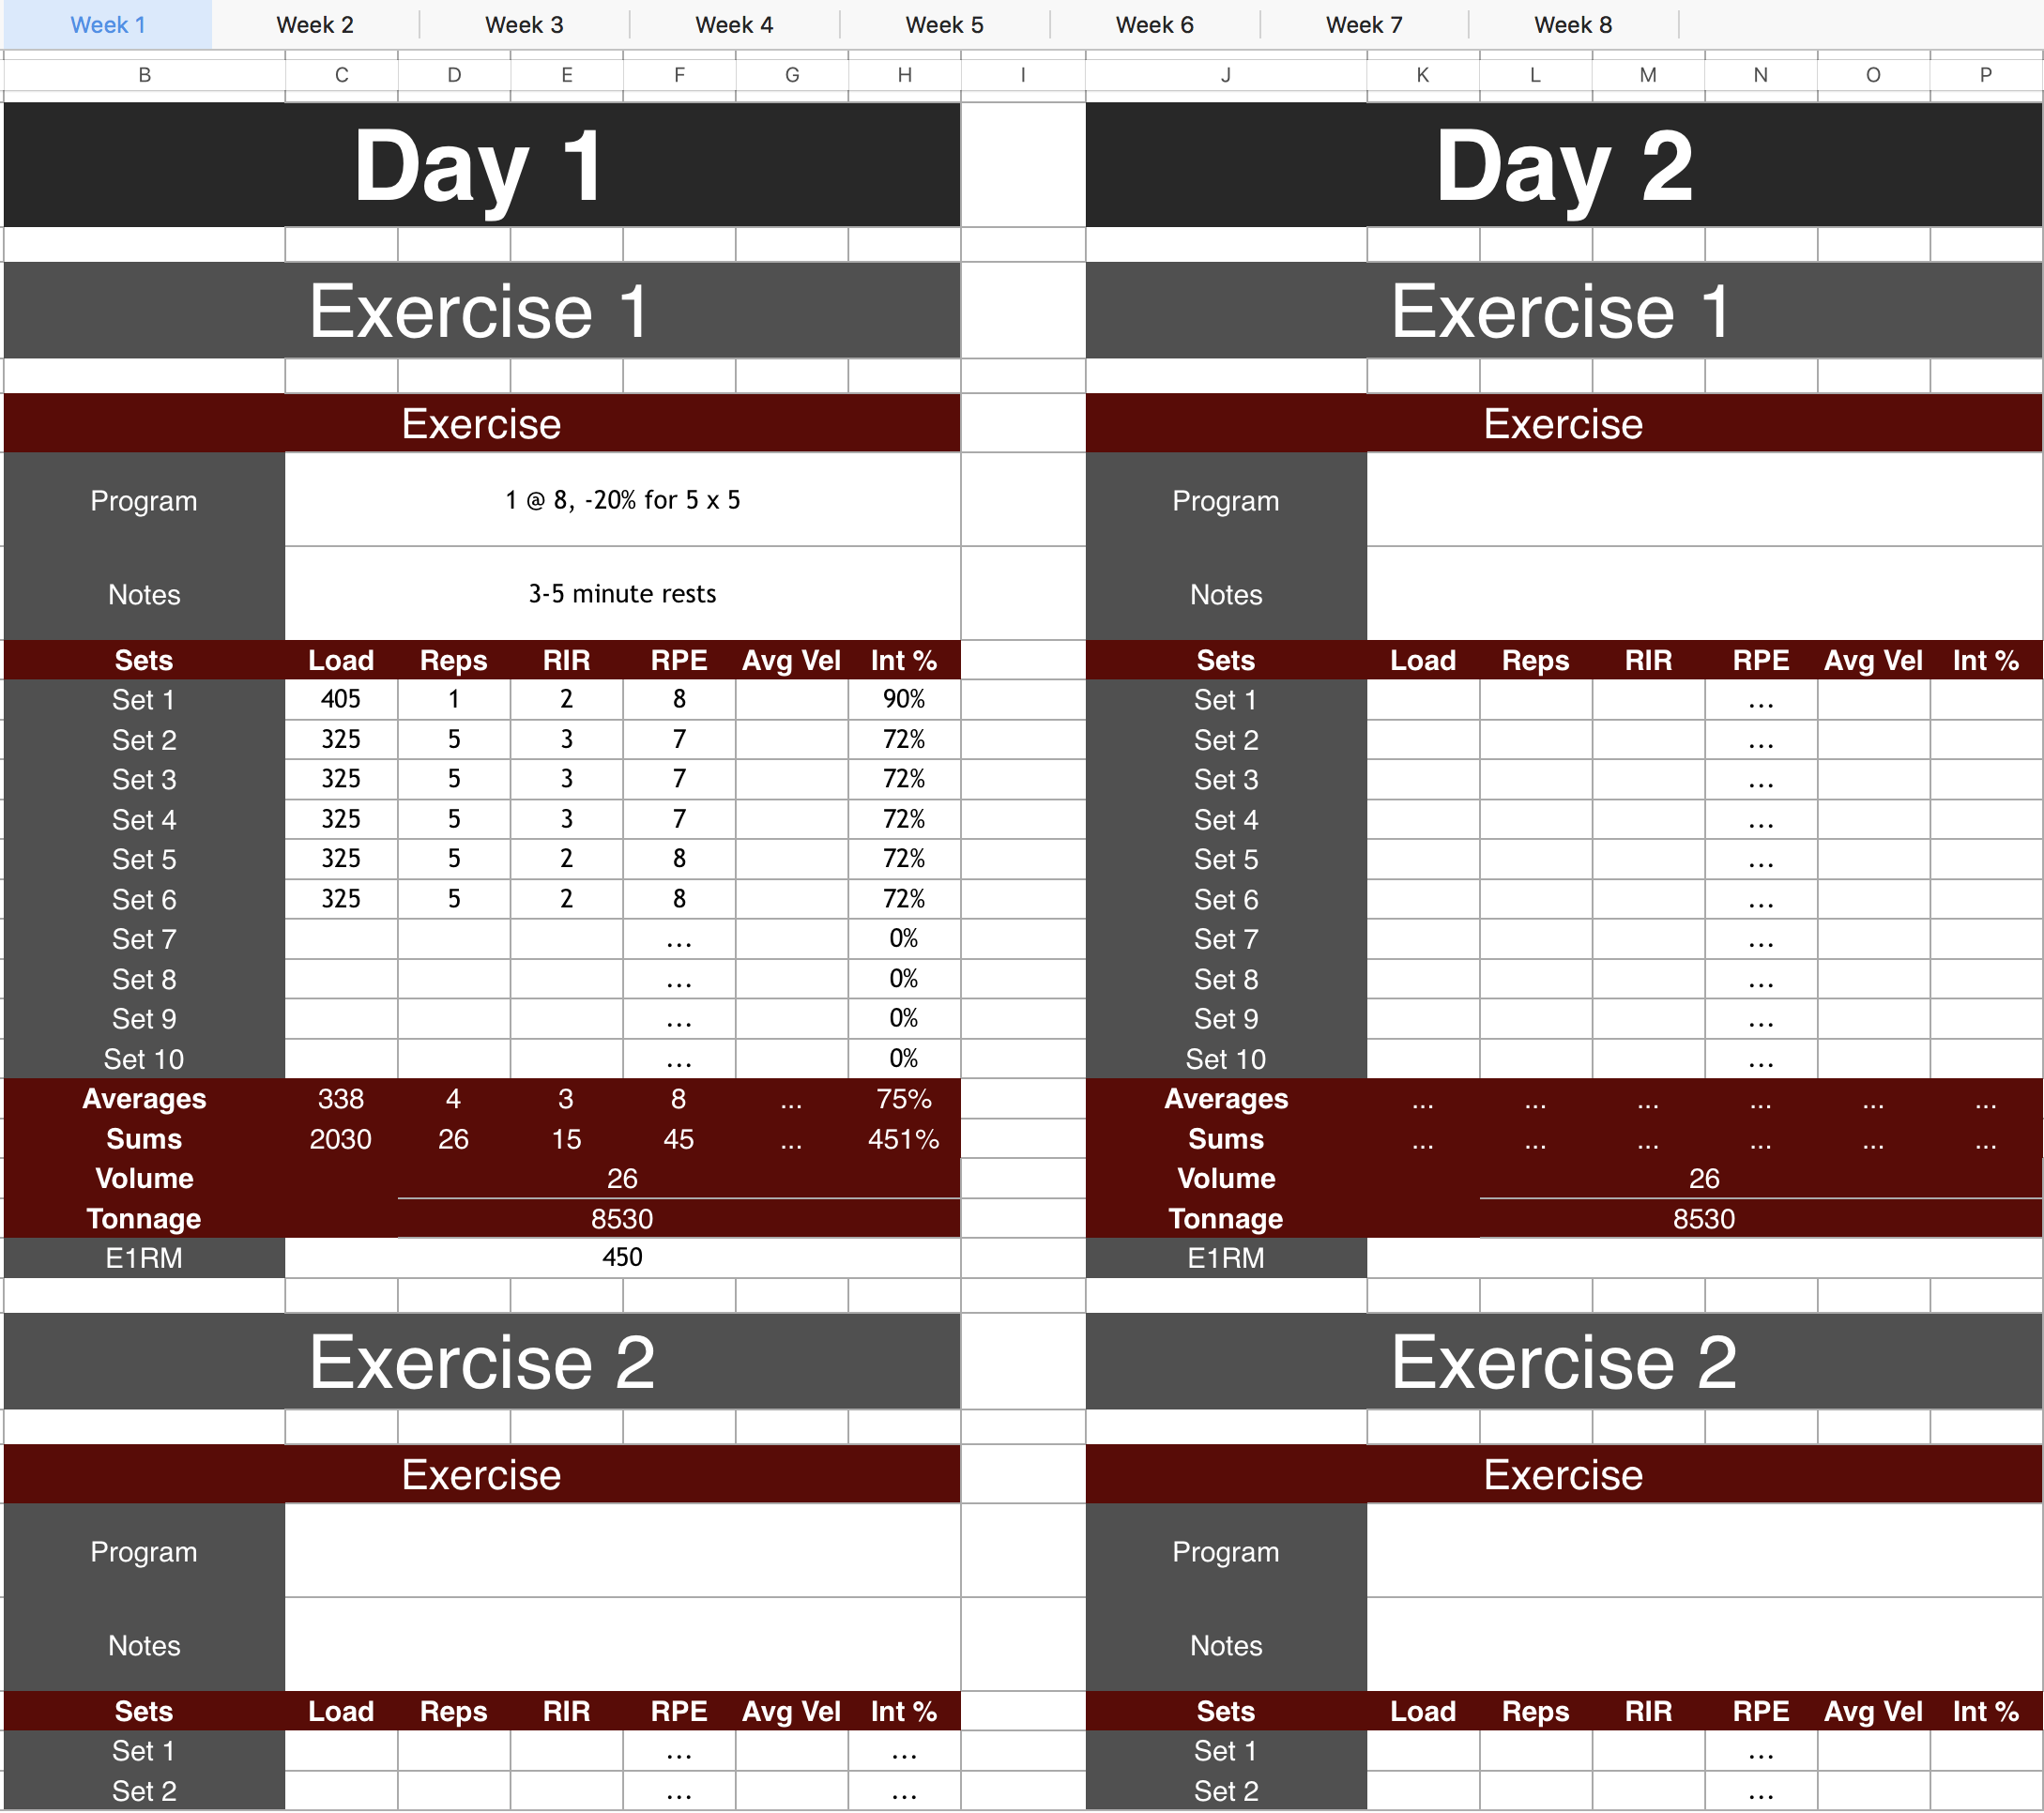 Week 1 Week 2 Week 3 Week 4 Week 5 Week 6 Week 7 Week 8
B C D E F G H I J K L M N O P
Day 1 Day 2
Exercise 1 Exercise 1
Exercise Exercise
Program 1 @ 8, -20% for 5 x 5 Program
Notes 3-5 minute rests Notes
Sets Load Reps RIR RPE Avg Vel Int % Sets Load Reps RIR RPE Avg Vel Int %
Set 1 405 1 2 8 90% Set 1 ...
Set 2 325 5 3 7 72% Set 2 ...
Set 3 325 5 3 7 72% Set 3 ...
Set 4 325 5 3 7 72% Set 4 ...
Set 5 325 5 2 8 72% Set 5 ...
Set 6 325 5 2 8 72% Set 6 ...
Set 7 ... 0% Set 7 ...
Set 8 ... 0% Set 8 ...
Set 9 ... 0% Set 9 ...
Set 10 ... 0% Set 10 ...
Averages 338 4 3 8 ... 75% Averages ... ... ... ... ... ...
Sums 2030 26 15 45 ... 451% Sums ... ... ... ... ... ...
Volume 26 Volume 26
Tonnage 8530 Tonnage 8530
E1RM 450 E1RM
Exercise 2 Exercise 2
Exercise Exercise
Program Program
Notes Notes
Sets Load Reps RIR RPE Avg Vel Int % Sets Load Reps RIR RPE Avg Vel Int %
Set 1 ... ... Set 1 ...
Set 2 ... ... Set 2 ...